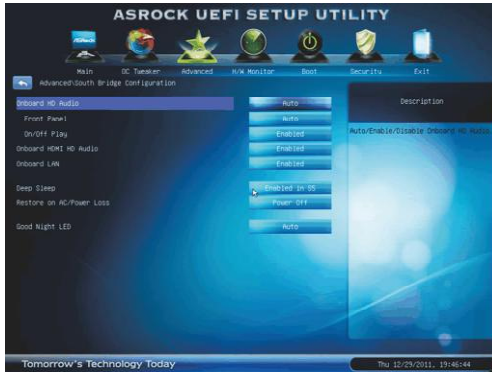 ASROCK UEFI SETUP UTILITY
Main OC Tweaker Advanced H/W Monitor Boot Security Exit
Advanced\South Bridge Configuration
Onboard HD Audio Auto
Description
Front Panel Auto
On/Off Play Enabled
Auto/Enable/Disable Onboard HD Audio.
Onboard HDMI HD Audio Enabled
Onboard LAN Enabled
Deep Sleep Enabled in S5
Restore on AC/Power Loss Power Off
Good Night LED Auto
Tomorrow's Technology Today
Thu 12/29/2011, 19:46:44